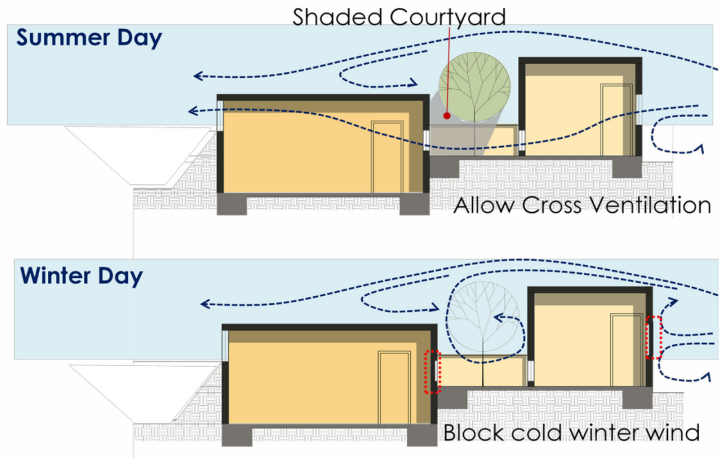 Shaded Courtyard
Summer Day
Allow Cross Ventilation
Winter Day
Block cold winter wind